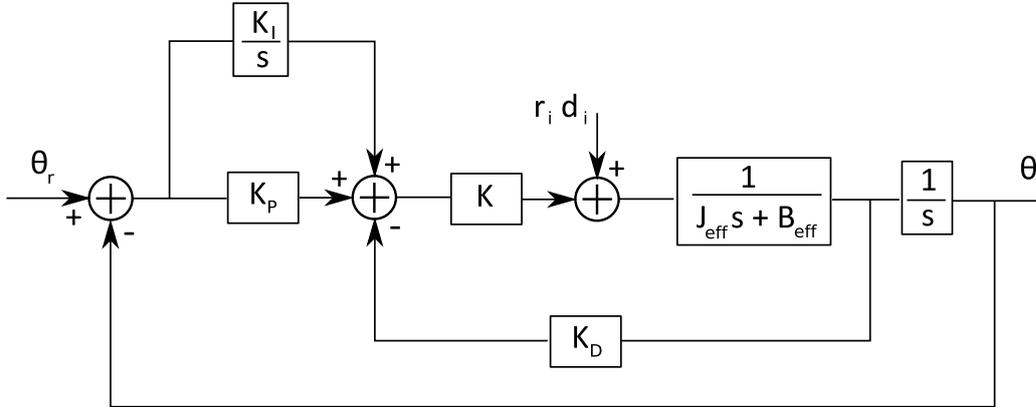 K_I
s
r_i d_i
θ_r
+
+
+
+
+
-
-
K_P
K
1
J_eff s + B_eff
1
s
θ
K_D